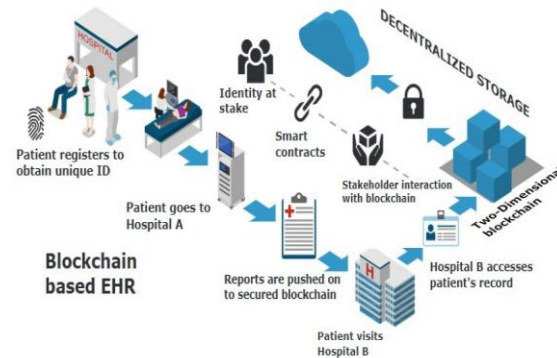 HOSPITAL
Patient registers to
obtain unique ID
Patient goes to
Hospital A
Identity at
stake
Smart
contracts
Stakeholder interaction
with blockchain
DECENTRALIZED STORAGE
Two-Dimensional
blockchain
Reports are pushed on
to secured blockchain
H
Patient visits
Hospital B
Hospital B accesses
patient's record
Blockchain
based EHR